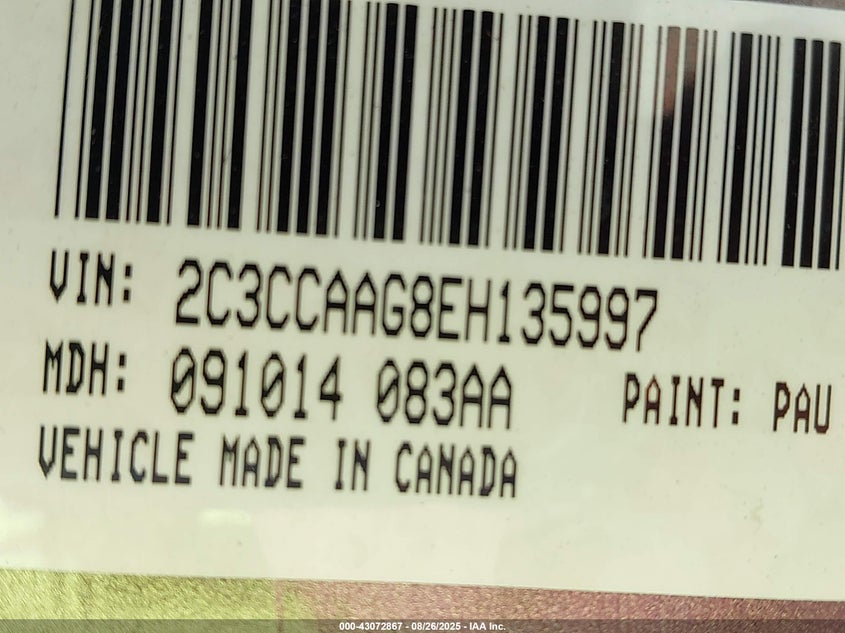 VIN: 2C3CCAAG8EH135997
MDH: 091014 083AA PAINT: PAU
VEHICLE MADE IN CANADA
000-43072867 - 08/26/2025 - IAA Inc.